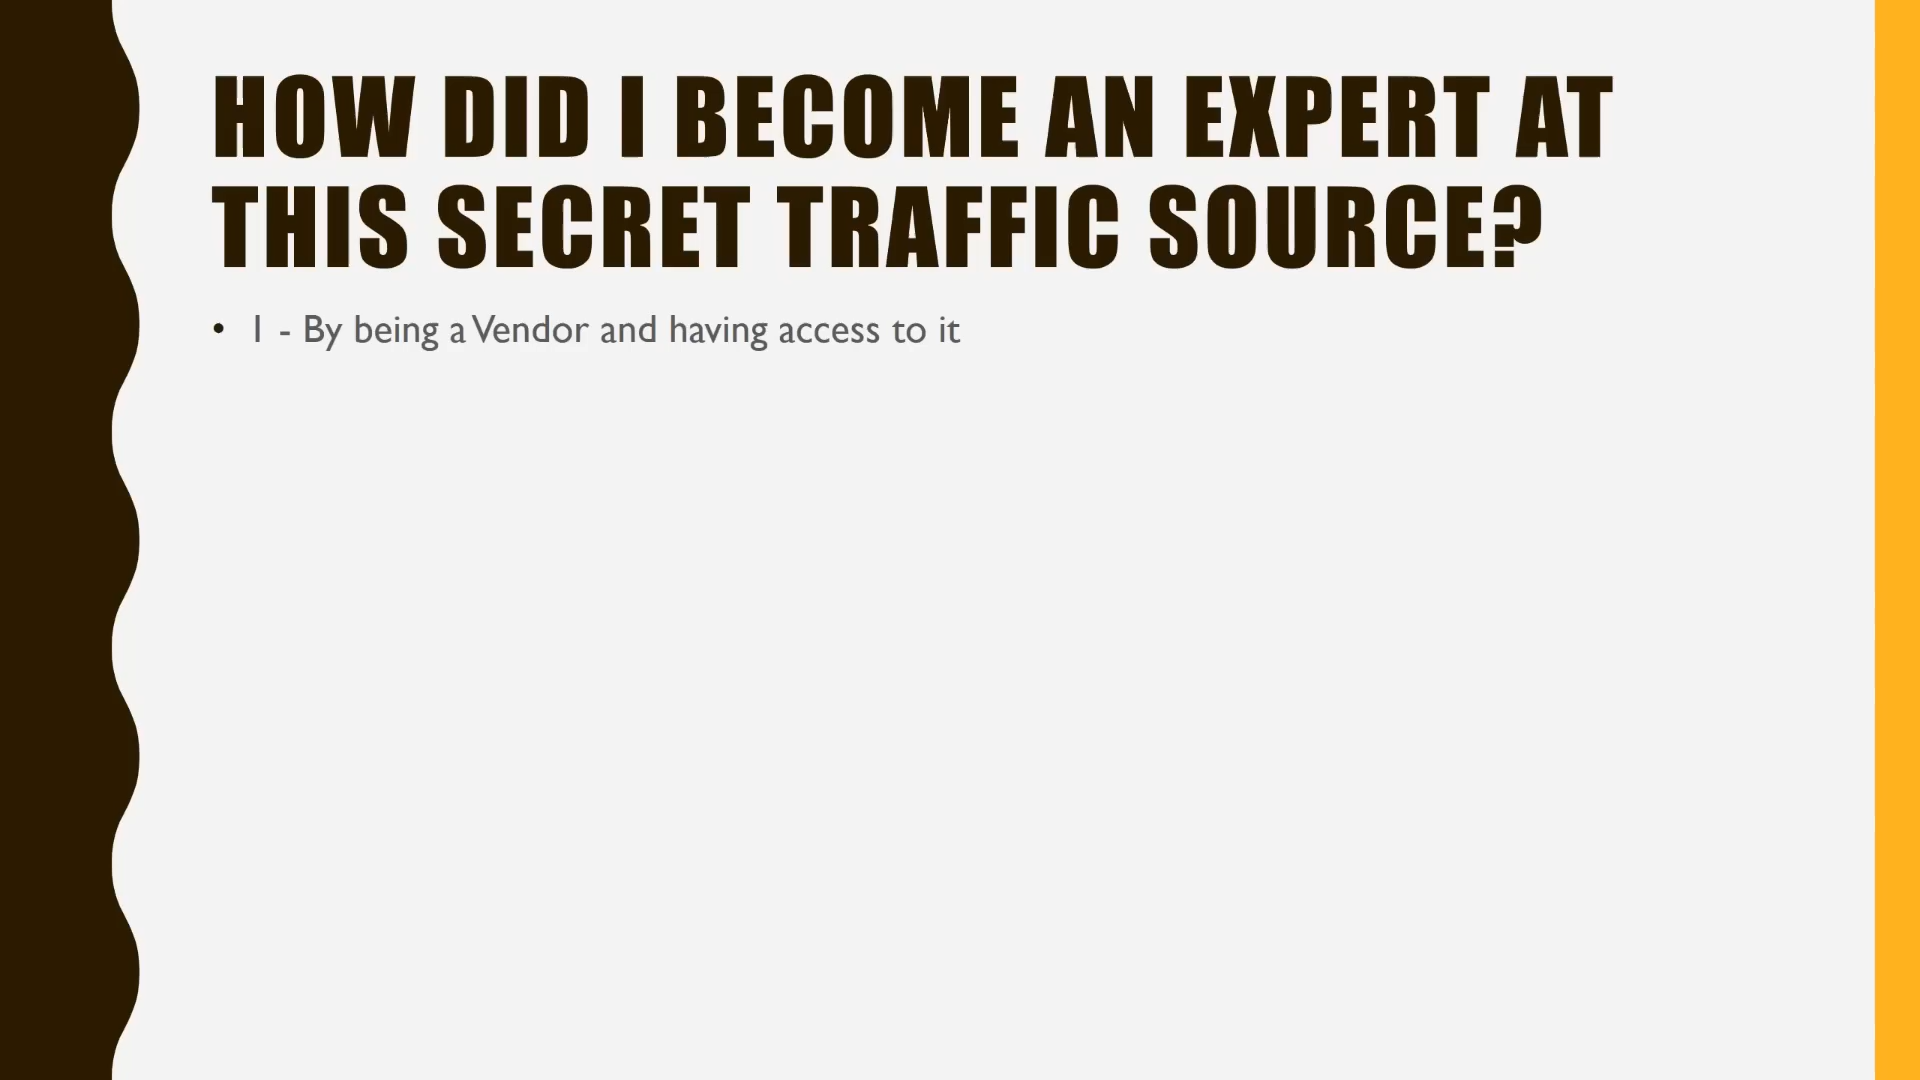 HOW DID I BECOME AN EXPERT AT
THIS SECRET TRAFFIC SOURCE?
• 1 - By being a Vendor and having access to it